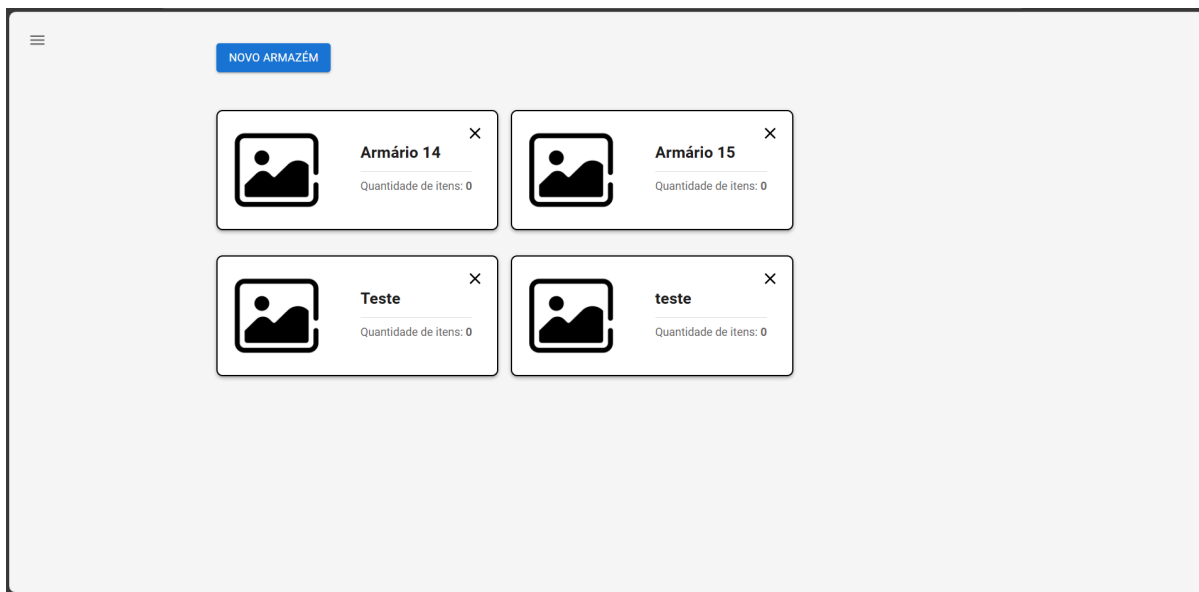 NOVO ARMAZÉM
Armário 14
Quantidade de itens: 0
Armário 15
Quantidade de itens: 0
Teste
Quantidade de itens: 0
teste
Quantidade de itens: 0